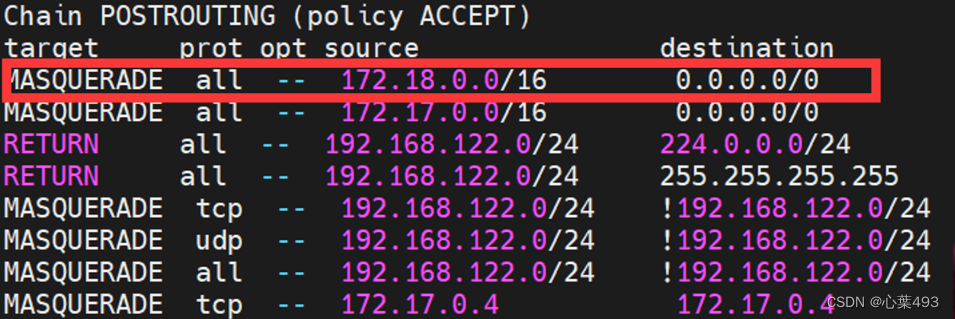 Chain POSTROUTING (policy ACCEPT)
target prot opt source destination
MASQUERADE all -- 172.18.0.0/16 0.0.0.0/0
MASQUERADE all -- 172.17.0.0/16 0.0.0.0/0
RETURN all -- 192.168.122.0/24 224.0.0.0/24
RETURN all -- 192.168.122.0/24 255.255.255.255
MASQUERADE tcp -- 192.168.122.0/24 !192.168.122.0/24
MASQUERADE udp -- 192.168.122.0/24 !192.168.122.0/24
MASQUERADE all -- 192.168.122.0/24 !192.168.122.0/24
MASQUERADE tcp -- 172.17.0.4 172.17.0.4
CSDN @心葉493